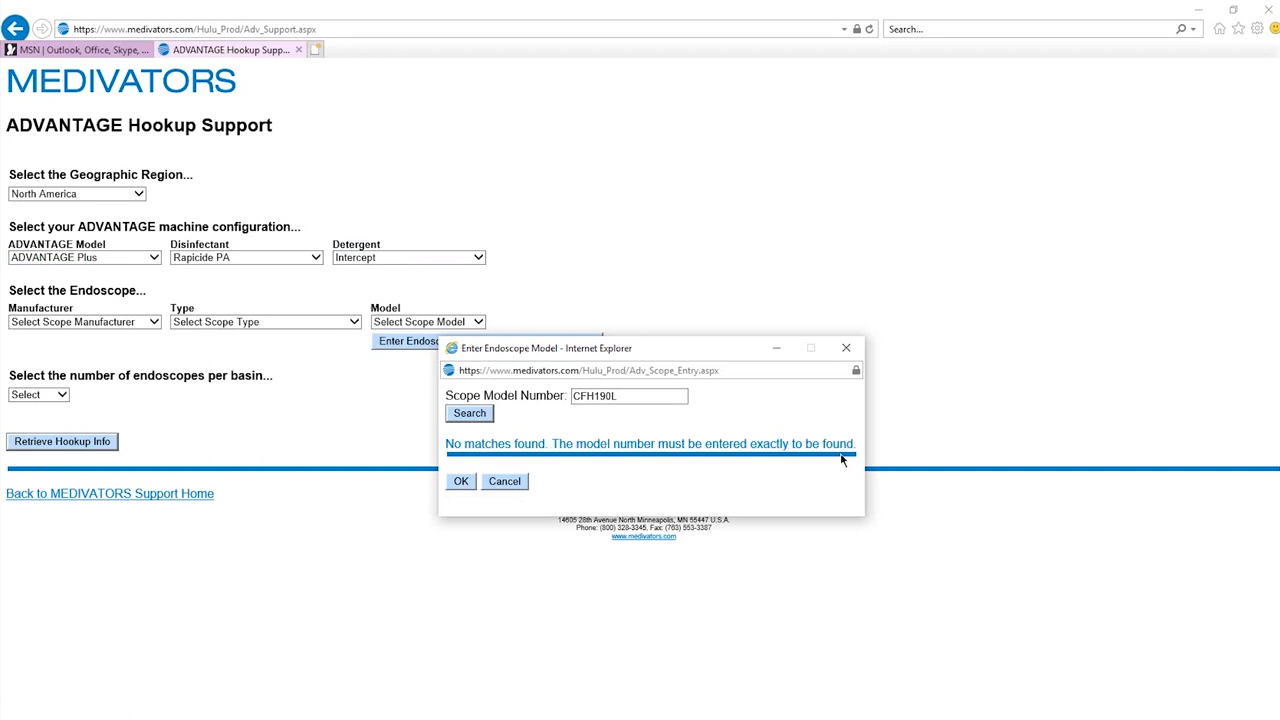 https://www.medivators.com/Hulu_Prod/Adv_Support.aspx
Search...
MSN | Outlook, Office, Skype, ...
ADVANTAGE Hookup Supp...
MEDIVATORS
ADVANTAGE Hookup Support
Select the Geographic Region...
North America
Select your ADVANTAGE machine configuration...
ADVANTAGE Model Disinfectant Detergent
ADVANTAGE Plus Rapicide PA Intercept
Select the Endoscope...
Manufacturer Type Model
Select Scope Manufacturer Select Scope Type Select Scope Model
Enter Endosc
Select the number of endoscopes per basin...
Select
Retrieve Hookup Info
Back to MEDIVATORS Support Home
Enter Endoscope Model - Internet Explorer
https://www.medivators.com/Hulu_Prod/Adv_Scope_Entry.aspx
Scope Model Number: CFH190L
Search
No matches found. The model number must be entered exactly to be found.
OK Cancel
14605 28th Avenue North Minneapolis, MN 55447 U.S.A.
Phone: (800) 328-3345, Fax: (763) 553-3387
www.medivators.com